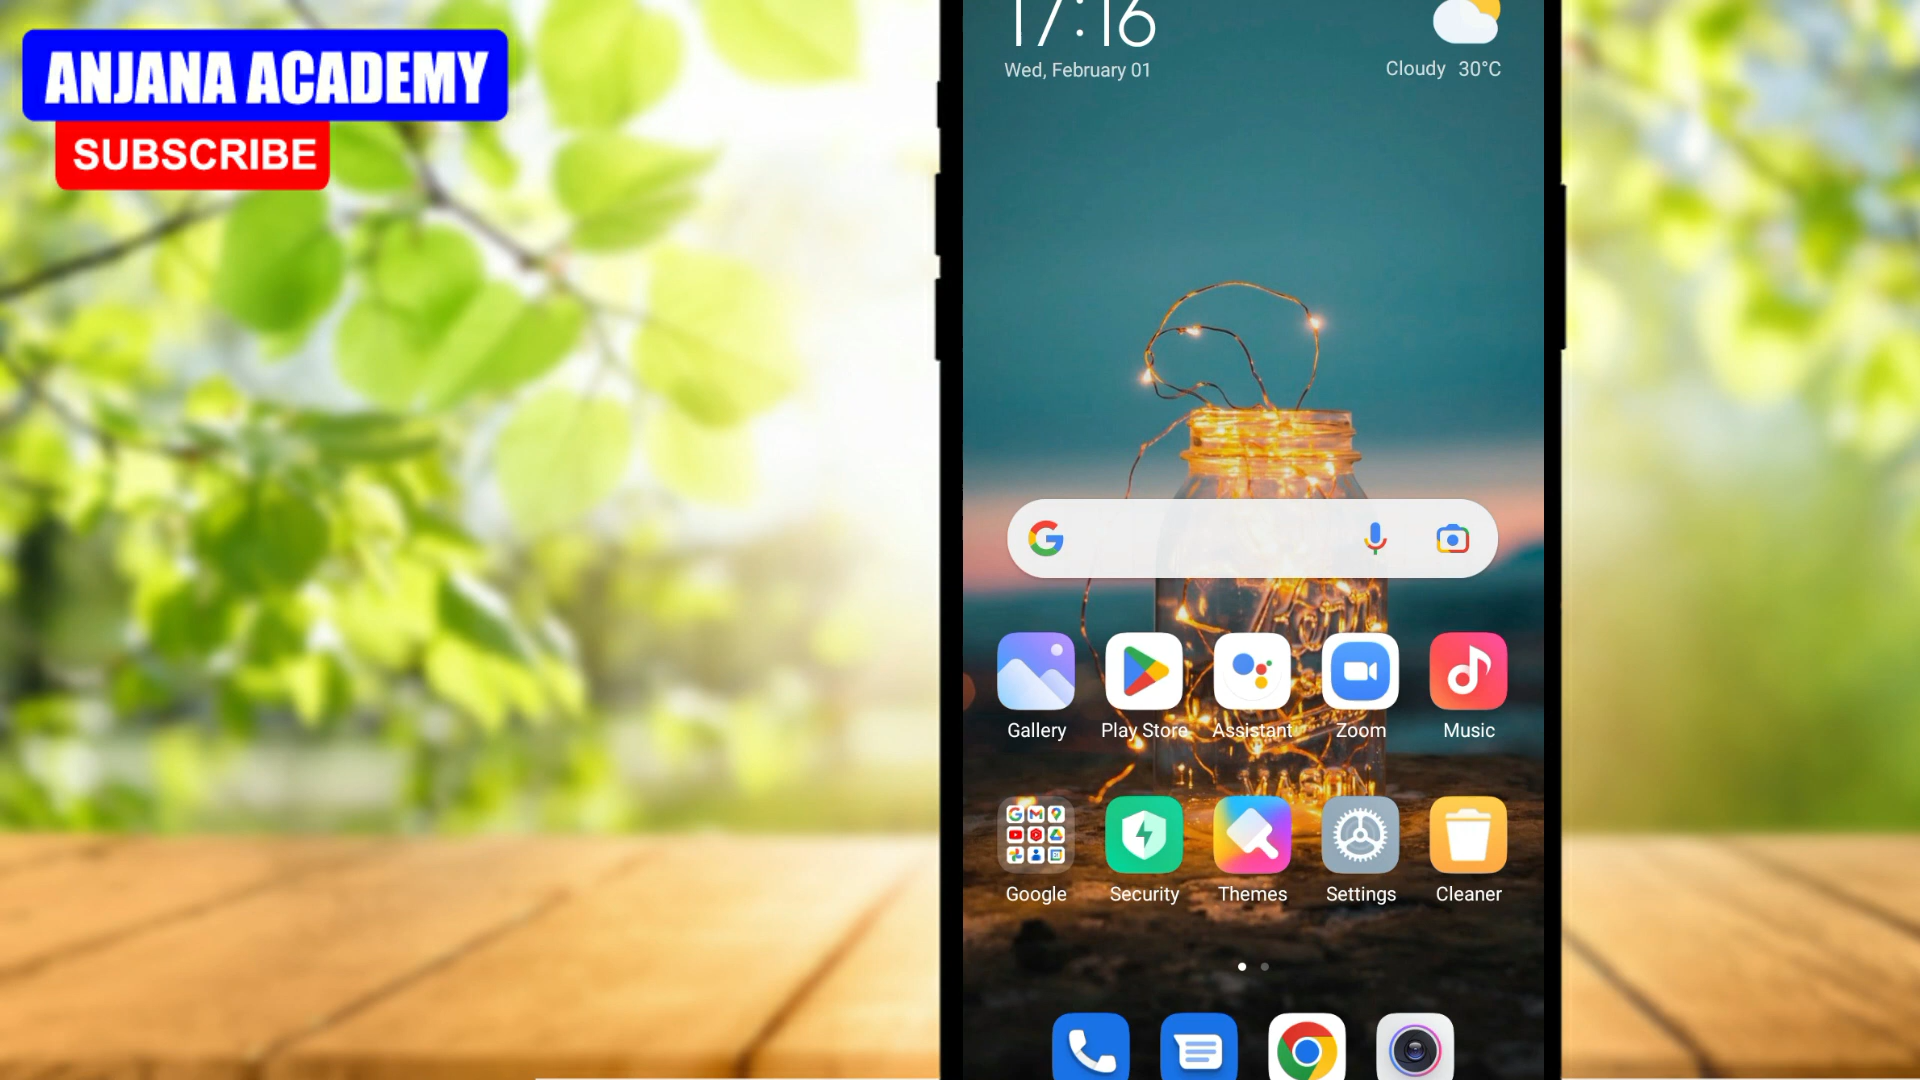 ANJANA ACADEMY
SUBSCRIBE
17:16
Wed, February 01
Cloudy 30°C
Gallery
Play Store
Assistant
Zoom
Music
Google
Security
Themes
Settings
Cleaner